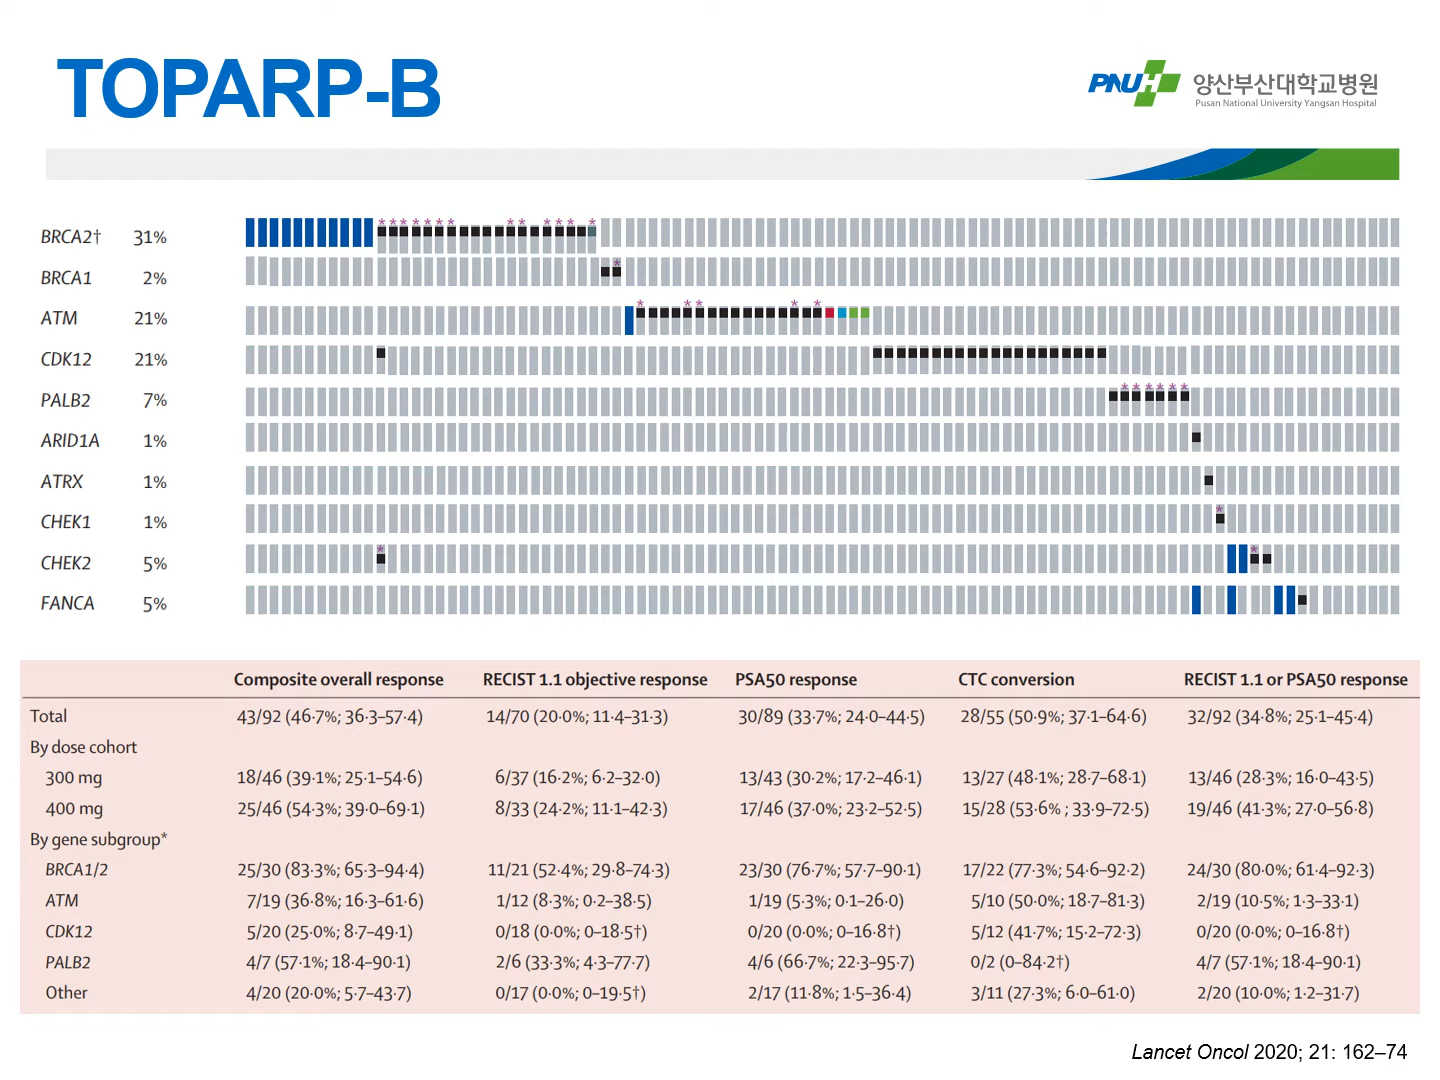 TOPARP-B
PNUH 양산부산대학교병원
Pusan National University Yangsan Hospital
BRCA2† 31%
BRCA1 2%
ATM 21%
CDK12 21%
PALB2 7%
ARID1A 1%
ATRX 1%
CHEK1 1%
CHEK2 5%
FANCA 5%
Composite overall response RECIST 1.1 objective response PSA50 response CTC conversion RECIST 1.1 or PSA50 response
Total 43/92 (46·7%; 36·3–57·4) 14/70 (20·0%; 11·4–31·3) 30/89 (33·7%; 24·0–44·5) 28/55 (50·9%; 37·1–64·6) 32/92 (34·8%; 25·1–45·4)
By dose cohort
300 mg 18/46 (39·1%; 25·1–54·6) 6/37 (16·2%; 6·2–32·0) 13/43 (30·2%; 17·2–46·1) 13/27 (48·1%; 28·7–68·1) 13/46 (28·3%; 16·0–43·5)
400 mg 25/46 (54·3%; 39·0–69·1) 8/33 (24·2%; 11·1–42·3) 17/46 (37·0%; 23·2–52·5) 15/28 (53·6% ; 33·9–72·5) 19/46 (41·3%; 27·0–56·8)
By gene subgroup*
BRCA1/2 25/30 (83·3%; 65·3–94·4) 11/21 (52·4%; 29·8–74·3) 23/30 (76·7%; 57·7–90·1) 17/22 (77·3%; 54·6–92·2) 24/30 (80·0%; 61·4–92·3)
ATM 7/19 (36·8%; 16·3–61·6) 1/12 (8·3%; 0·2–38·5) 1/19 (5·3%; 0·1–26·0) 5/10 (50·0%; 18·7–81·3) 2/19 (10·5%; 1·3–33·1)
CDK12 5/20 (25·0%; 8·7–49·1) 0/18 (0·0%; 0–18·5†) 0/20 (0·0%; 0–16·8†) 5/12 (41·7%; 15·2–72·3) 0/20 (0·0%; 0–16·8†)
PALB2 4/7 (57·1%; 18·4–90·1) 2/6 (33·3%; 4·3–77·7) 4/6 (66·7%; 22·3–95·7) 0/2 (0–84·2†) 4/7 (57·1%; 18·4–90·1)
Other 4/20 (20·0%; 5·7–43·7) 0/17 (0·0%; 0–19·5†) 2/17 (11·8%; 1·5–36·4) 3/11 (27·3%; 6·0–61·0) 2/20 (10·0%; 1·2–31·7)
Lancet Oncol 2020; 21: 162–74